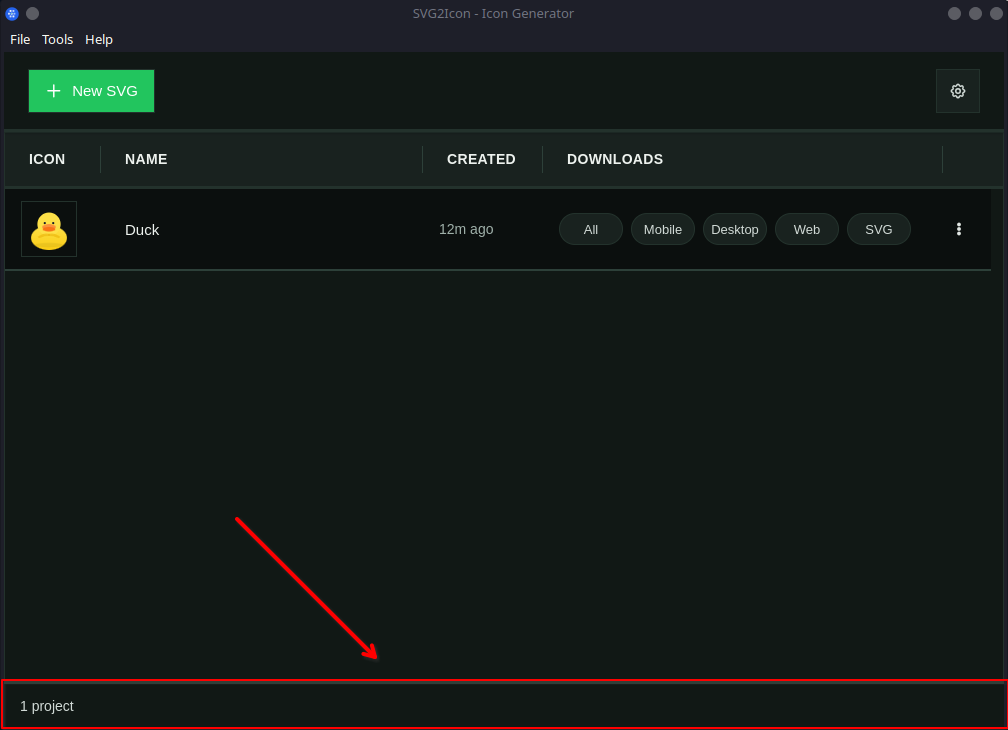 SVG2Icon - Icon Generator
File Tools Help
New SVG
ICON NAME CREATED DOWNLOADS
Duck 12m ago All Mobile Desktop Web SVG
1 project